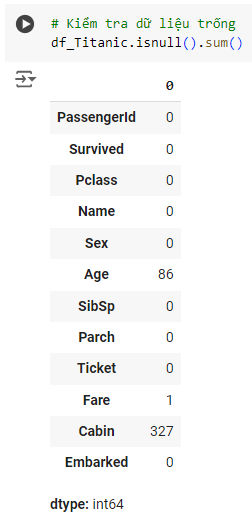 # Kiểm tra dữ liệu trống
df_Titanic.isnull().sum()
0
PassengerId 0
Survived 0
Pclass 0
Name 0
Sex 0
Age 86
SibSp 0
Parch 0
Ticket 0
Fare 1
Cabin 327
Embarked 0
dtype: int64